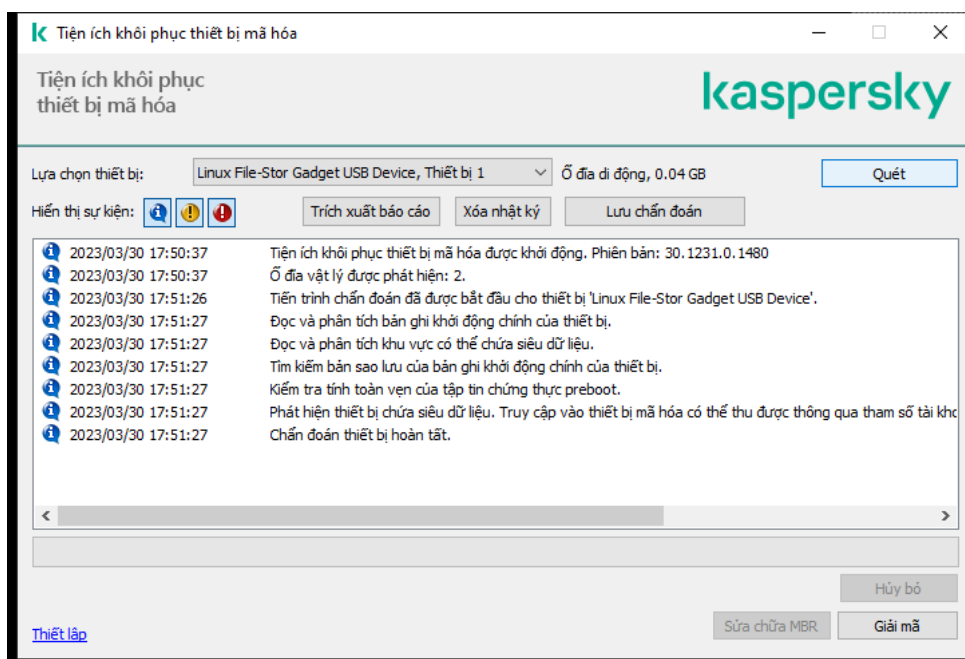 Tiện ích khôi phục thiết bị mã hóa
Tiện ích khôi phục
thiết bị mã hóa
kaspersky
Lựa chọn thiết bị: Linux File-Stor Gadget USB Device, Thiết bị 1 Ổ đĩa di động, 0.04 GB Quét
Hiển thị sự kiện: Trích xuất báo cáo Xóa nhật ký Lưu chẩn đoán
2023/03/30 17:50:37 Tiện ích khôi phục thiết bị mã hóa được khởi động. Phiên bản: 30.1231.0.1480
2023/03/30 17:50:37 Ổ đĩa vật lý được phát hiện: 2.
2023/03/30 17:51:26 Tiến trình chẩn đoán đã được bắt đầu cho thiết bị 'Linux File-Stor Gadget USB Device'.
2023/03/30 17:51:27 Đọc và phân tích bản ghi khởi động chính của thiết bị.
2023/03/30 17:51:27 Đọc và phân tích khu vực có thể chứa siêu dữ liệu.
2023/03/30 17:51:27 Tìm kiếm bản sao lưu của bản ghi khởi động chính của thiết bị.
2023/03/30 17:51:27 Kiểm tra tính toàn vẹn của tập tin chứng thực preboot.
2023/03/30 17:51:27 Phát hiện thiết bị chứa siêu dữ liệu. Truy cập vào thiết bị mã hóa có thể thu được thông qua tham số tài kho
2023/03/30 17:51:27 Chẩn đoán thiết bị hoàn tất.
Hủy bỏ
Thiết lập Sửa chữa MBR Giải mã